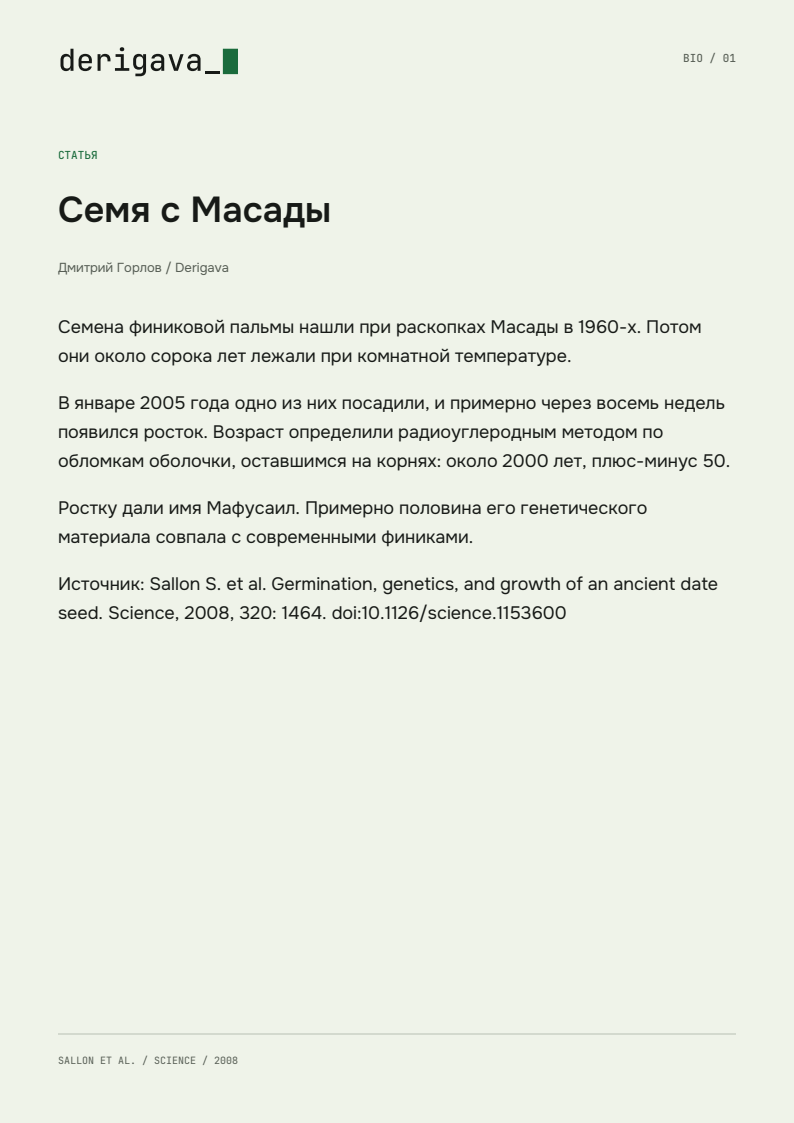 derigava_
BIO / 01
СТАТЬЯ
Семя с Масады
Дмитрий Горлов / Derigava
Семена финиковой пальмы нашли при раскопках Масады в 1960-х. Потом
они около сорока лет лежали при комнатной температуре.
В январе 2005 года одно из них посадили, и примерно через восемь недель
появился росток. Возраст определили радиоуглеродным методом по
обломкам оболочки, оставшимся на корнях: около 2000 лет, плюс-минус 50.
Ростку дали имя Мафусаил. Примерно половина его генетического
материала совпала с современными финиками.
Источник: Sallon S. et al. Germination, genetics, and growth of an ancient date
seed. Science, 2008, 320: 1464. doi:10.1126/science.1153600
SALLON ET AL. / SCIENCE / 2008